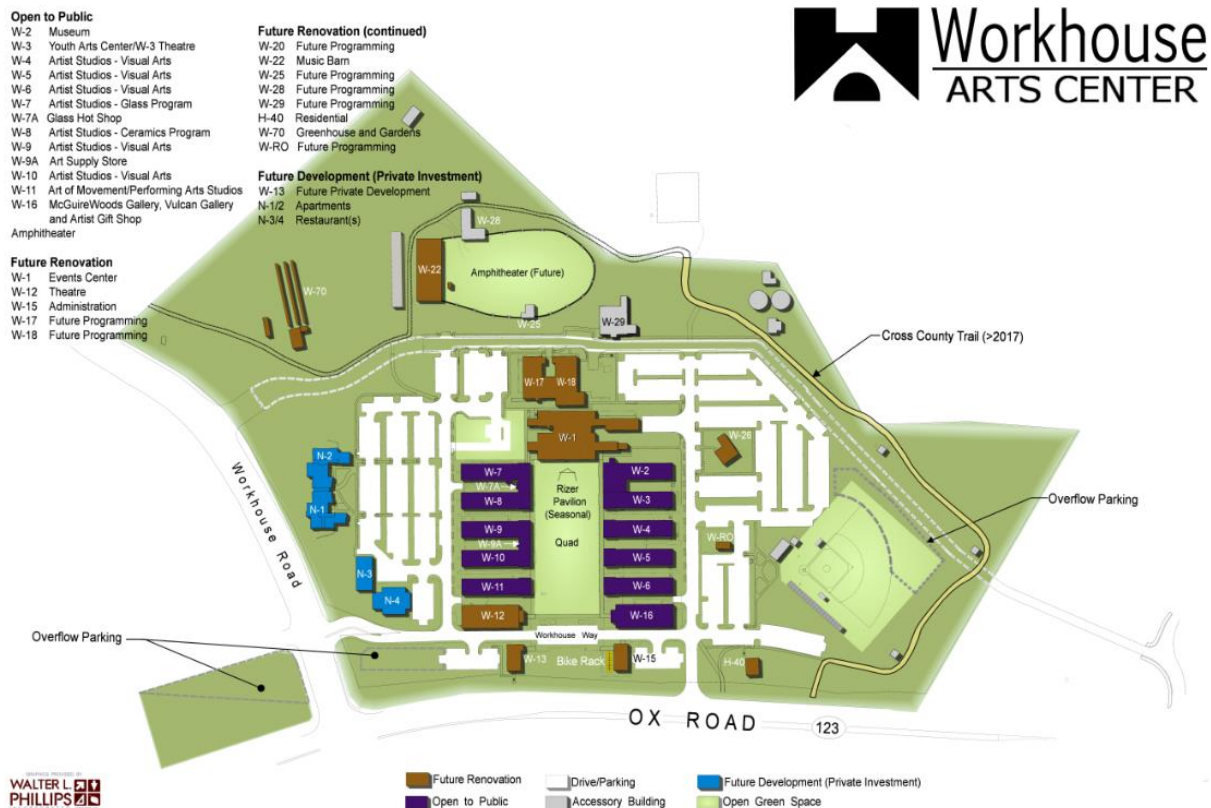 Open to Public
W-2 Museum
W-3 Youth Arts Center/W-3 Theatre
W-4 Artist Studios - Visual Arts
W-5 Artist Studios - Visual Arts
W-6 Artist Studios - Visual Arts
W-7 Artist Studios - Glass Program
W-7A Glass Hot Shop
W-8 Artist Studios - Ceramics Program
W-9 Artist Studios - Visual Arts
W-9A Art Supply Store
W-10 Artist Studios - Visual Arts
W-11 Art of Movement/Performing Arts Studios
W-16 McGuireWoods Gallery, Vulcan Gallery
and Artist Gift Shop
Amphitheater
Future Renovation
W-1 Events Center
W-12 Theatre
W-15 Administration
W-17 Future Programming
W-18 Future Programming
Future Renovation (continued)
W-20 Future Programming
W-22 Music Barn
W-25 Future Programming
W-28 Future Programming
W-29 Future Programming
H-40 Residential
W-70 Greenhouse and Gardens
W-RO Future Programming
Future Development (Private Investment)
W-13 Future Private Development
N-1/2 Apartments
N-3/4 Restaurant(s)
Workhouse
ARTS CENTER
W-28
W-22
Amphitheater (Future)
W-70
W-25
W-29
Cross County Trail (>2017)
W-17
W-18
W-1
W-26
N-2
N-1
W-7
W-7A
W-8
W-9
W-9A
W-10
W-11
W-12
Rizer
Pavilion
(Seasonal)
Quad
W-2
W-3
W-4
W-5
W-6
W-16
W-RO
Overflow Parking
Workhouse Road
N-3
N-4
Overflow Parking
Workhouse Way
W-13
Bike Rack
W-15
H-40
OX ROAD
123
WALTER L.
PHILLIPS
Future Renovation
Drive/Parking
Future Development (Private Investment)
Open to Public
Accessory Building
Open Green Space